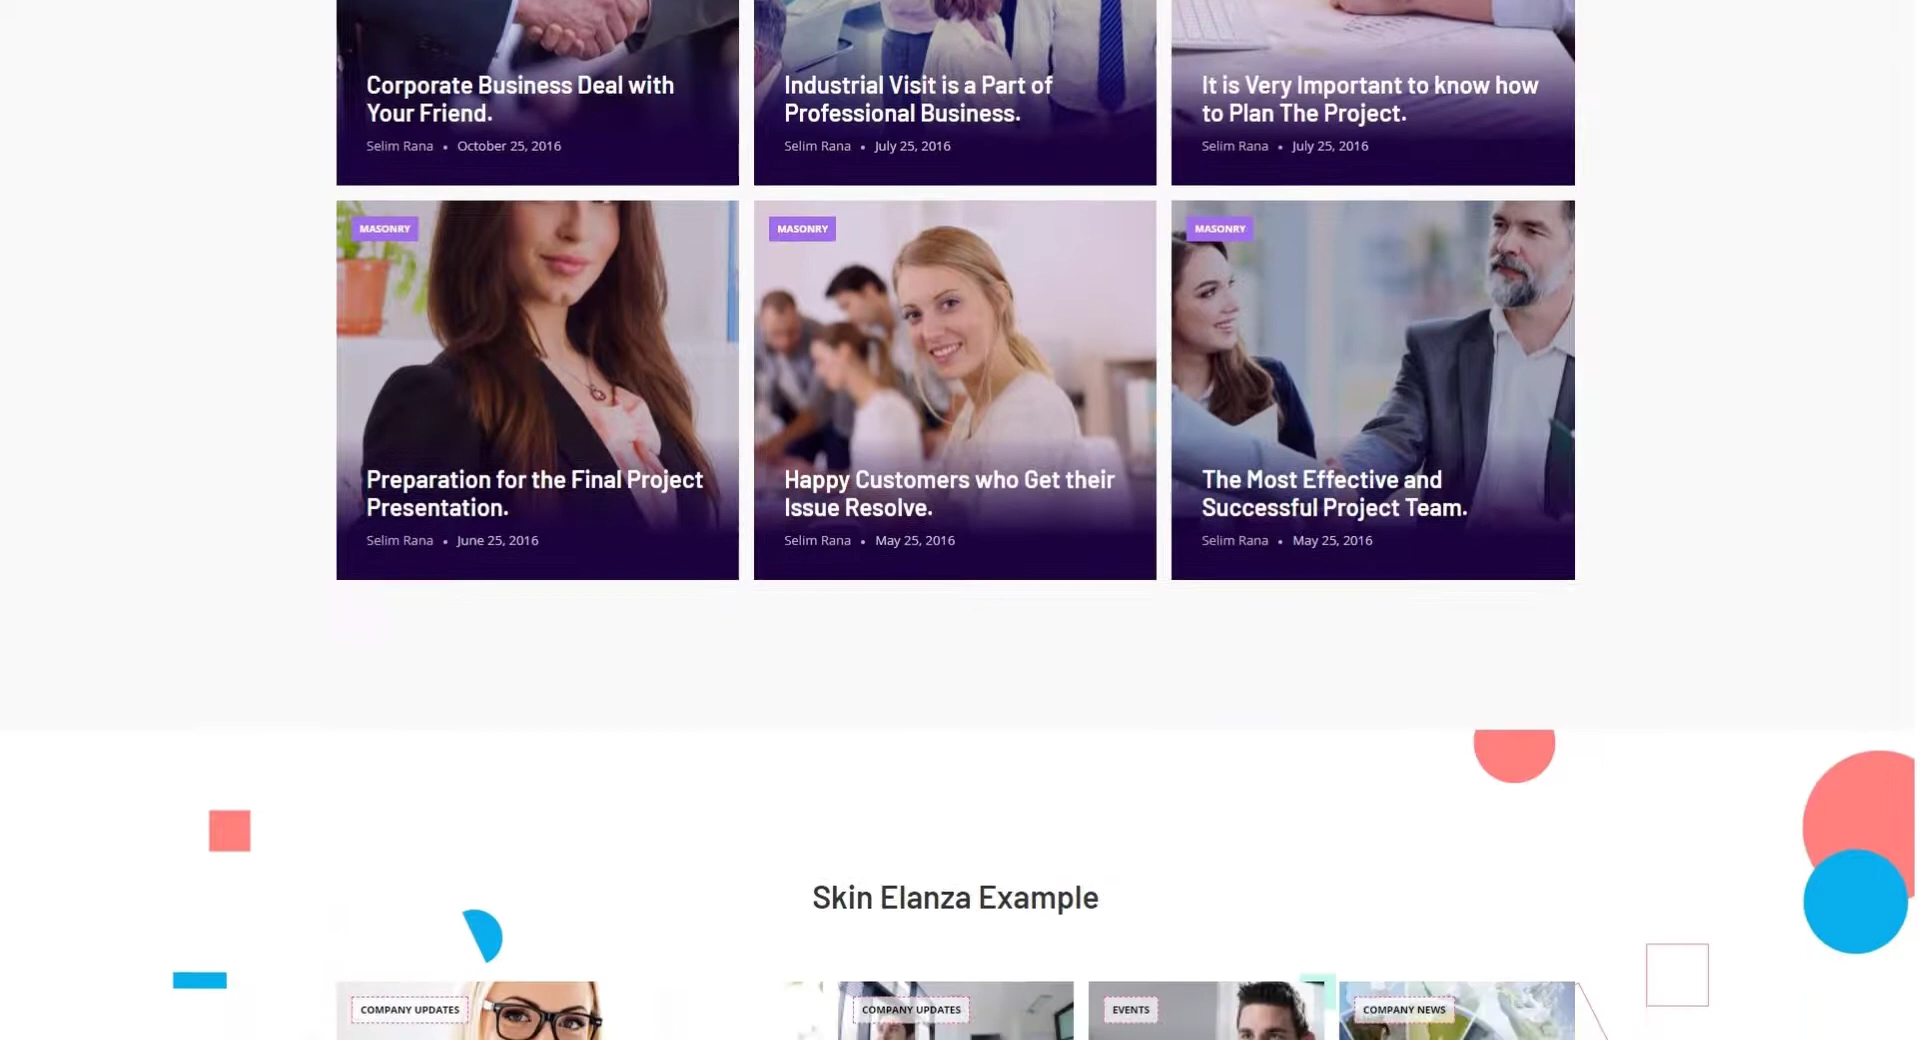 Corporate Business Deal with
Your Friend.
Selim Rana • October 25, 2016
Industrial Visit is a Part of
Professional Business.
Selim Rana • July 25, 2016
It is Very Important to know how
to Plan The Project.
Selim Rana • July 25, 2016
MASONRY
Preparation for the Final Project
Presentation.
Selim Rana • June 25, 2016
MASONRY
Happy Customers who Get their
Issue Resolve.
Selim Rana • May 25, 2016
MASONRY
The Most Effective and
Successful Project Team.
Selim Rana • May 25, 2016
Skin Elanza Example
COMPANY UPDATES
COMPANY UPDATES
EVENTS
COMPANY NEWS